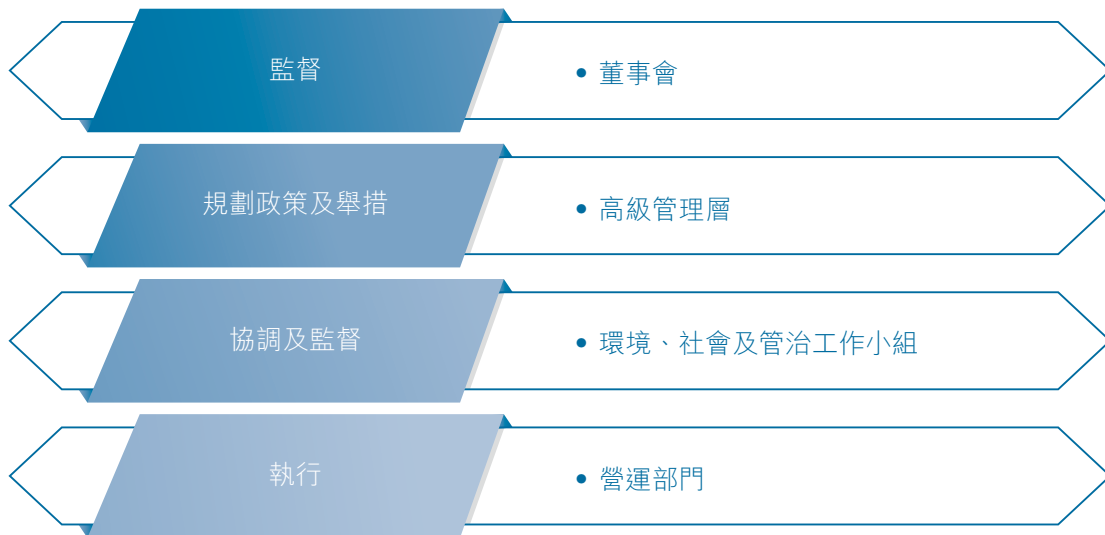 監督
• 董事會
規劃政策及舉措
• 高級管理層
協調及監督
• 環境、社會及管治工作小組
執行
• 營運部門